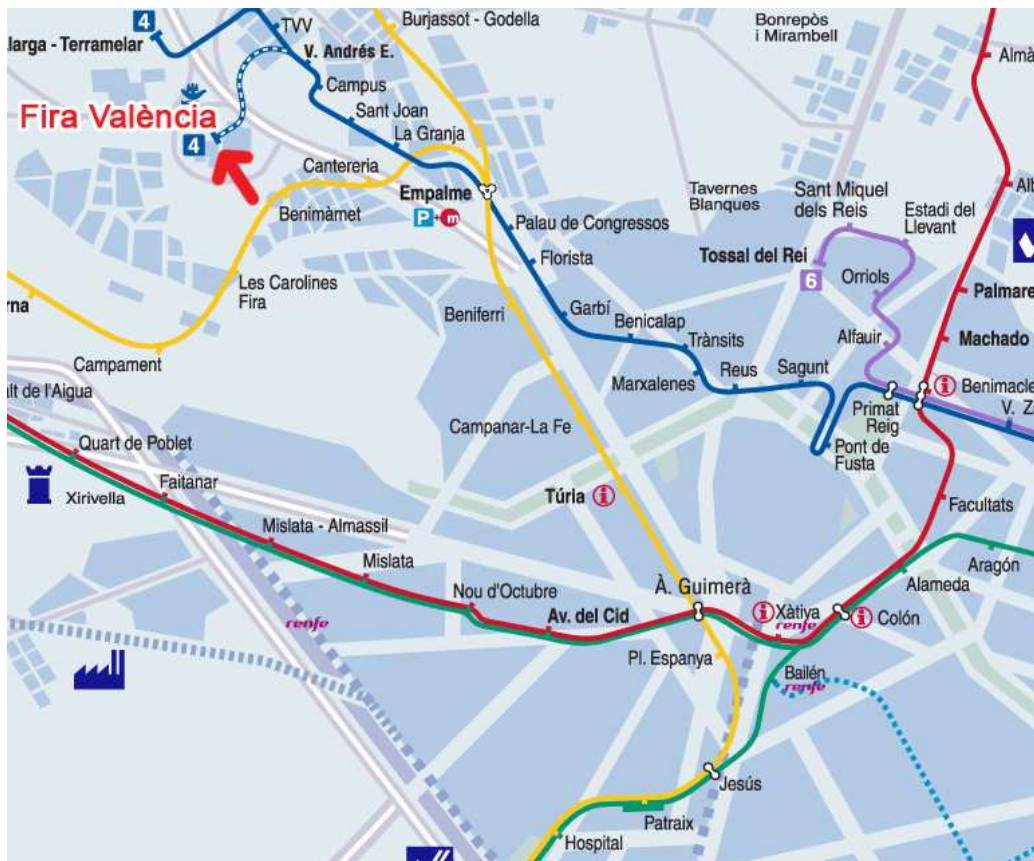 4
TVV
Burjassot - Godella
Bonrepòs
i Mirambell
alarga - Terramelar
V. Andrés E.
Campus
Almà
Fira València
4
Sant Joan
La Granja
Cantereria
Empalme
P
m
Benimàmet
Palau de Congressos
Tavernes
Blanques
Sant Miquel
dels Reis
Estadi del
Llevant
Alb
Florista
Tossal del Rei
6
Orriols
Les Carolines
Fira
Palmare
rna
Beniferri
Garbí
Benicalap
Trànsits
Alfauir
Machado
Campament
Marxalenes
Reus
Sagunt
i
Benimacle
alt de l'Aigua
Primat
Reig
V. Z
Campanar-La Fe
Pont de
Fusta
Quart de Poblet
Xirivella
Faitanar
Túria
i
Facultats
Mislata - Almassil
Mislata
Aragón
Nou d'Octubre
À. Guimerà
Alameda
Av. del Cid
i
Xàtiva
renfe
i
Colón
renfe
Pl. Espanya
Bailén
renfe
Jesús
Patraix
Hospital